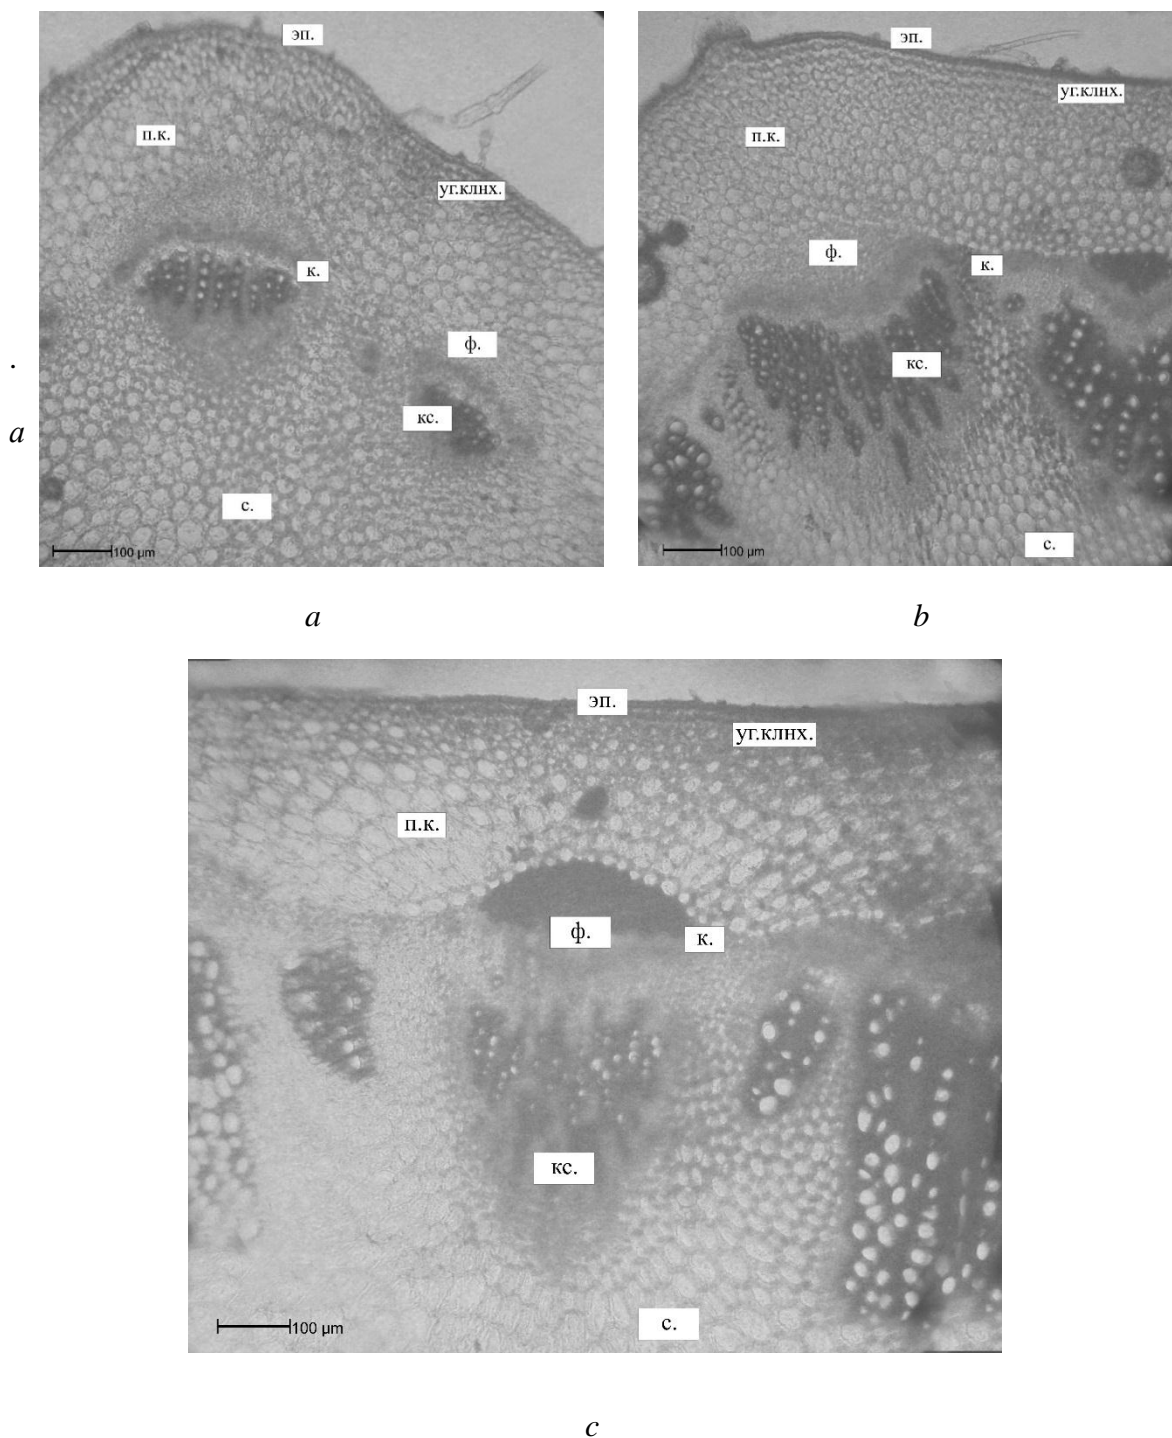 эп.
п.к.
уг.клнх.
к.
ф.
кс.
с.
100 µm
.
a
эп.
уг.клнх.
п.к.
ф.
к.
кс.
с.
100 µm
a
b
эп.
уг.клнх.
п.к.
ф.
к.
кс.
с.
100 µm
c